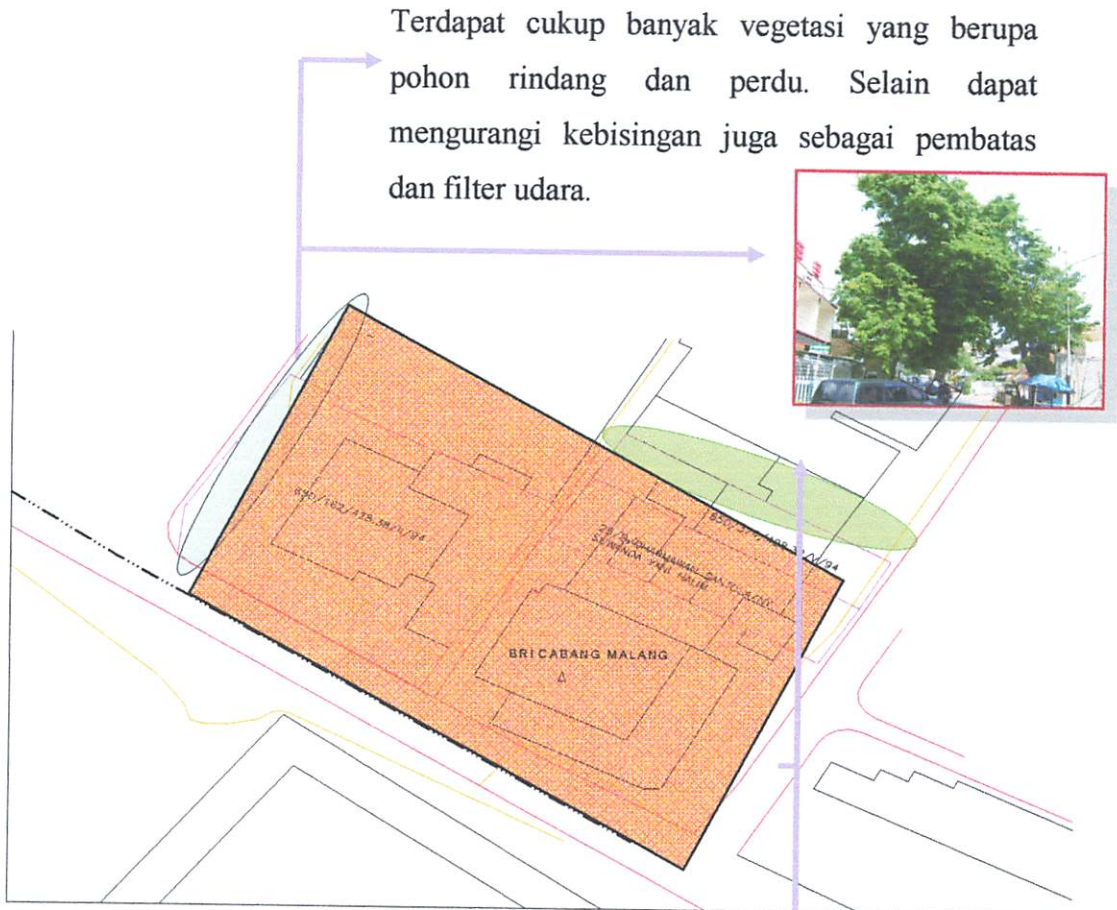 Terdapat cukup banyak vegetasi yang berupa
pohon rindang dan perdu. Selain dapat
mengurangi kebisingan juga sebagai pembatas
dan filter udara.
BRI CABANG MALANG